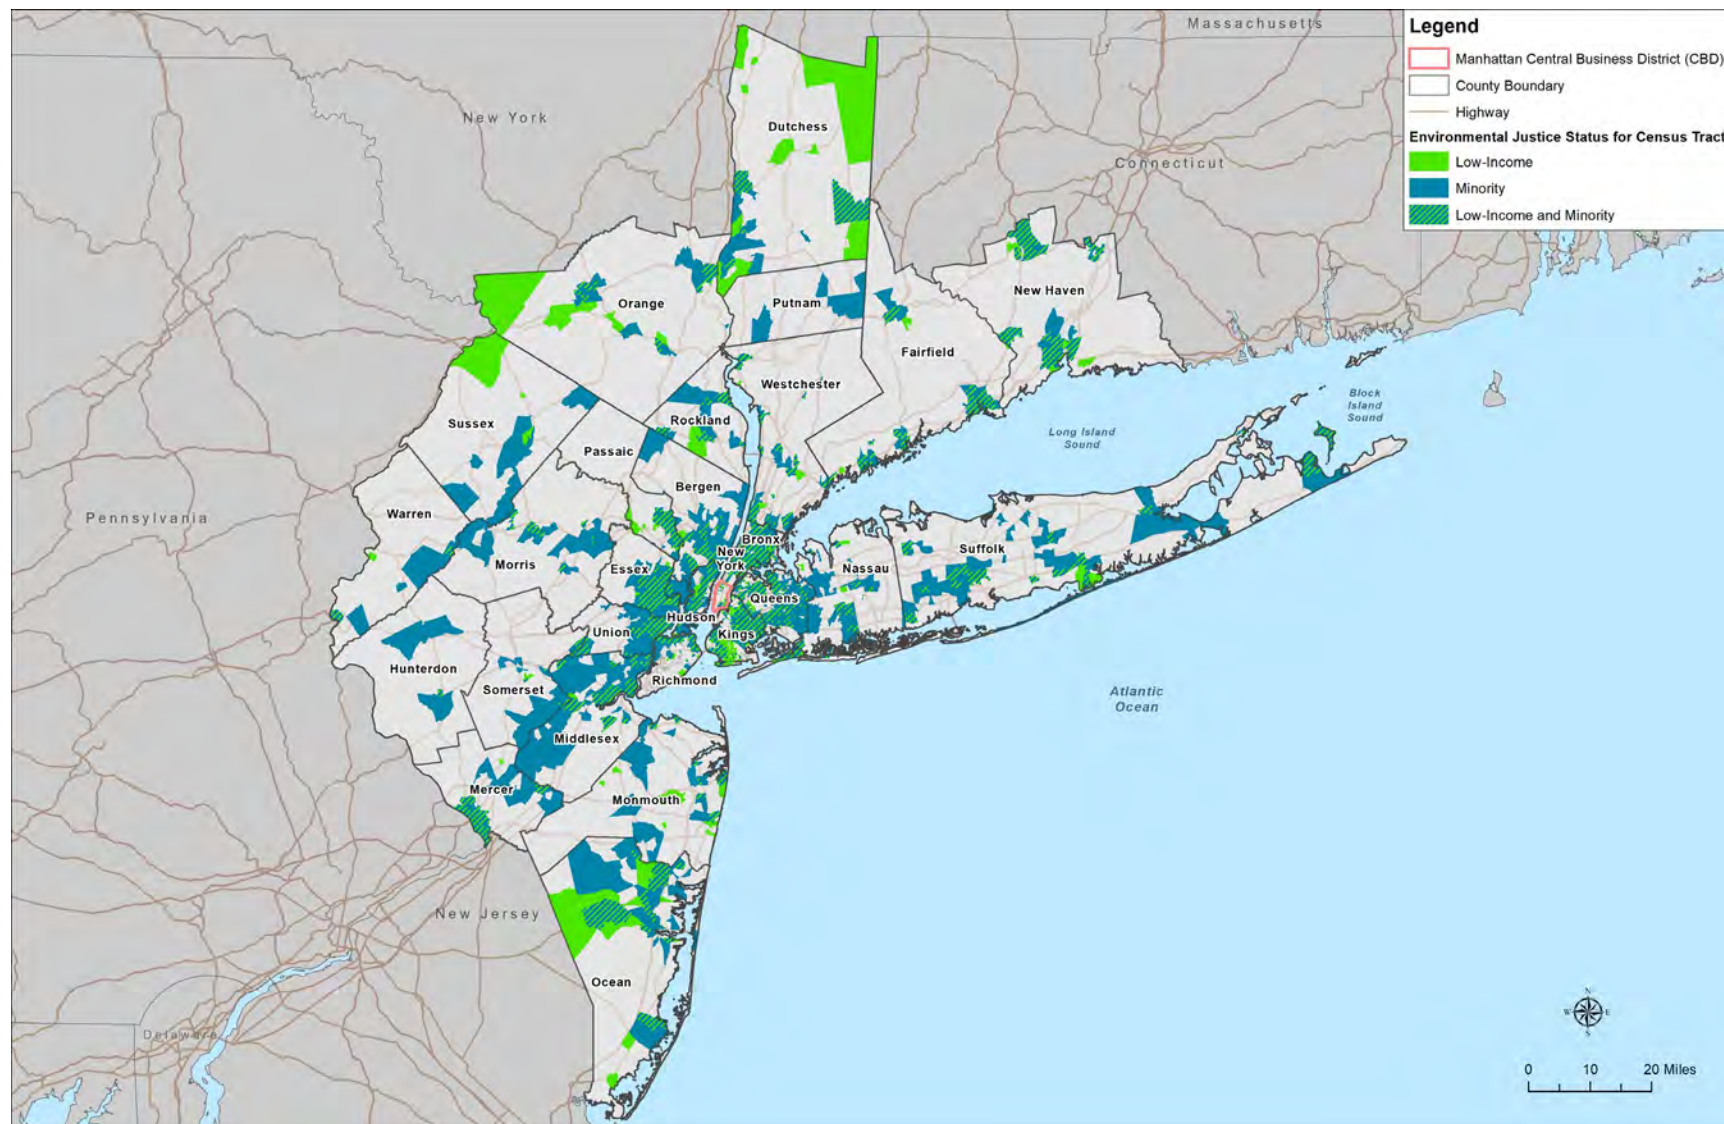 Massachusetts
Legend
Manhattan Central Business District (CBD)
County Boundary
Highway
Environmental Justice Status for Census Tract
Low-Income
Minority
Low-Income and Minority
New York
Connecticut
Dutchess
Orange
Putnam
New Haven
Fairfield
Westchester
Sussex
Rockland
Passaic
Block
Island
Sound
Long Island
Sound
Bergen
Pennsylvania
Warren
Bronx
New
York
Suffolk
Morris
Essex
Nassau
Queens
Hudson
Union
Kings
Hunterdon
Somerset
Richmond
Atlantic
Ocean
Middlesex
Mercer
Monmouth
New Jersey
Ocean
Delaware
N
W
E
S
0 10 20 Miles